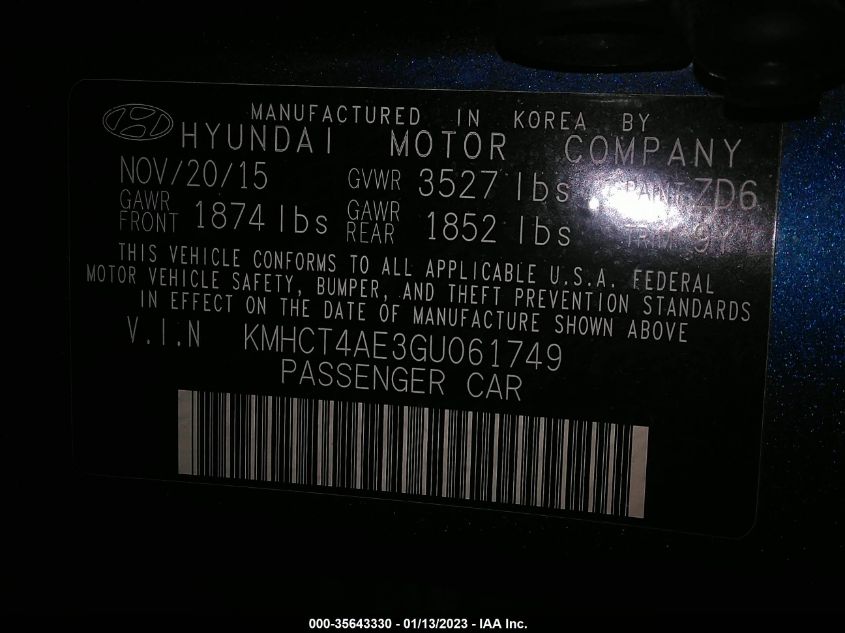 MANUFACTURED IN KOREA BY
HYUNDAI MOTOR COMPANY
NOV/20/15 GVWR 3527 lbs PAINT ZD6
GAWR FRONT 1874 lbs GAWR REAR 1852 lbs TRIM
THIS VEHICLE CONFORMS TO ALL APPLICABLE U.S.A. FEDERAL
MOTOR VEHICLE SAFETY, BUMPER, AND THEFT PREVENTION STANDARDS
IN EFFECT ON THE DATE OF MANUFACTURE SHOWN ABOVE
V.I.N KMHCT4AE3GU061749
PASSENGER CAR
000-35643330 - 01/13/2023 - IAA Inc.